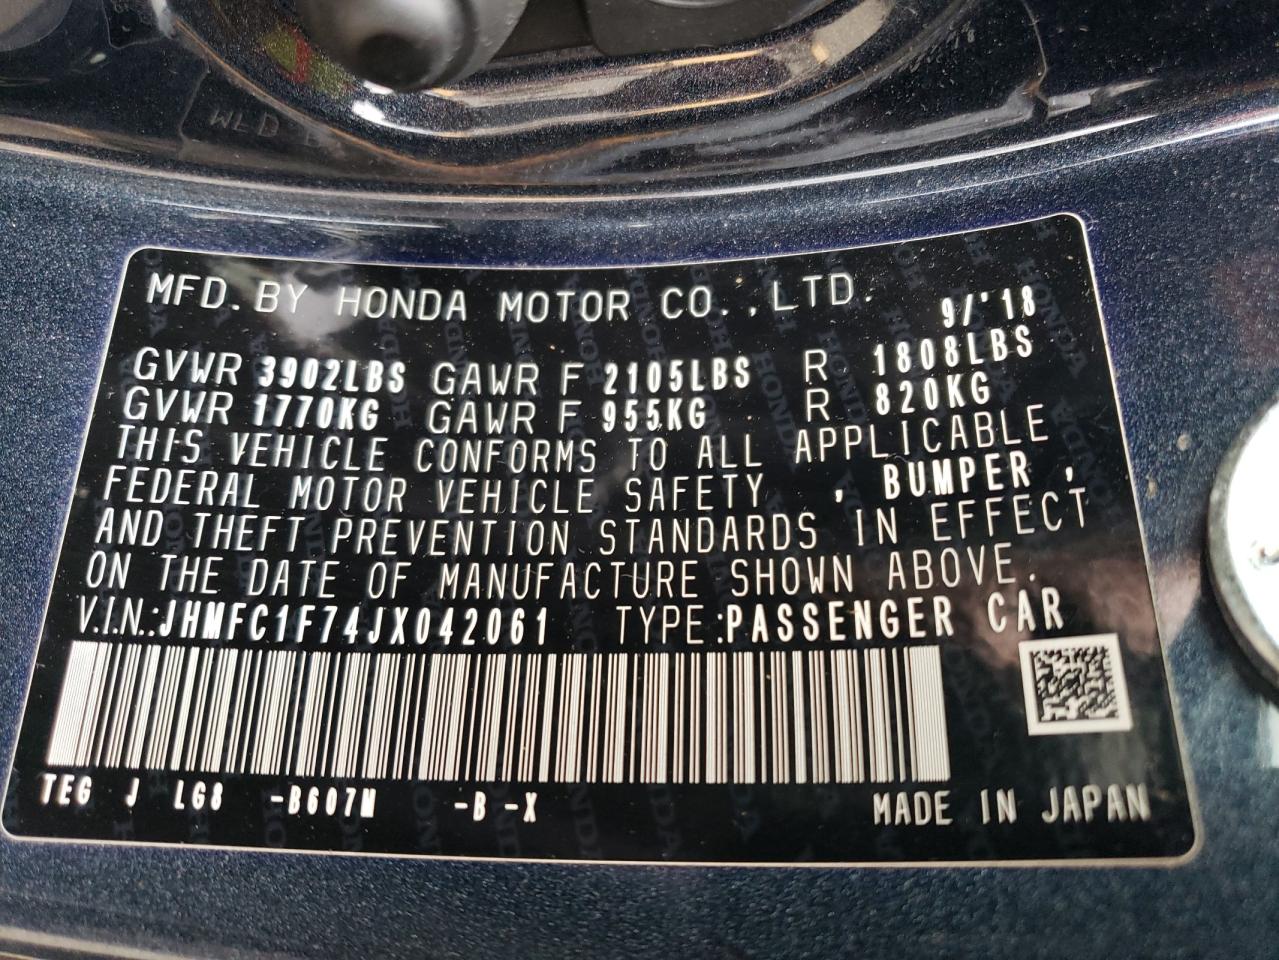 MFD. BY HONDA MOTOR CO., LTD. 9/'18
GVWR 3902LBS GAWR F 2105LBS R 1808LBS
GVWR 1770KG GAWR F 955KG R 820KG
THIS VEHICLE CONFORMS TO ALL APPLICABLE
FEDERAL MOTOR VEHICLE SAFETY , BUMPER ,
AND THEFT PREVENTION STANDARDS IN EFFECT
ON THE DATE OF MANUFACTURE SHOWN ABOVE.
V.I.N.:JHMFC1F74JX042061 TYPE:PASSENGER CAR
TEG J LG8 -B607M -B -X MADE IN JAPAN